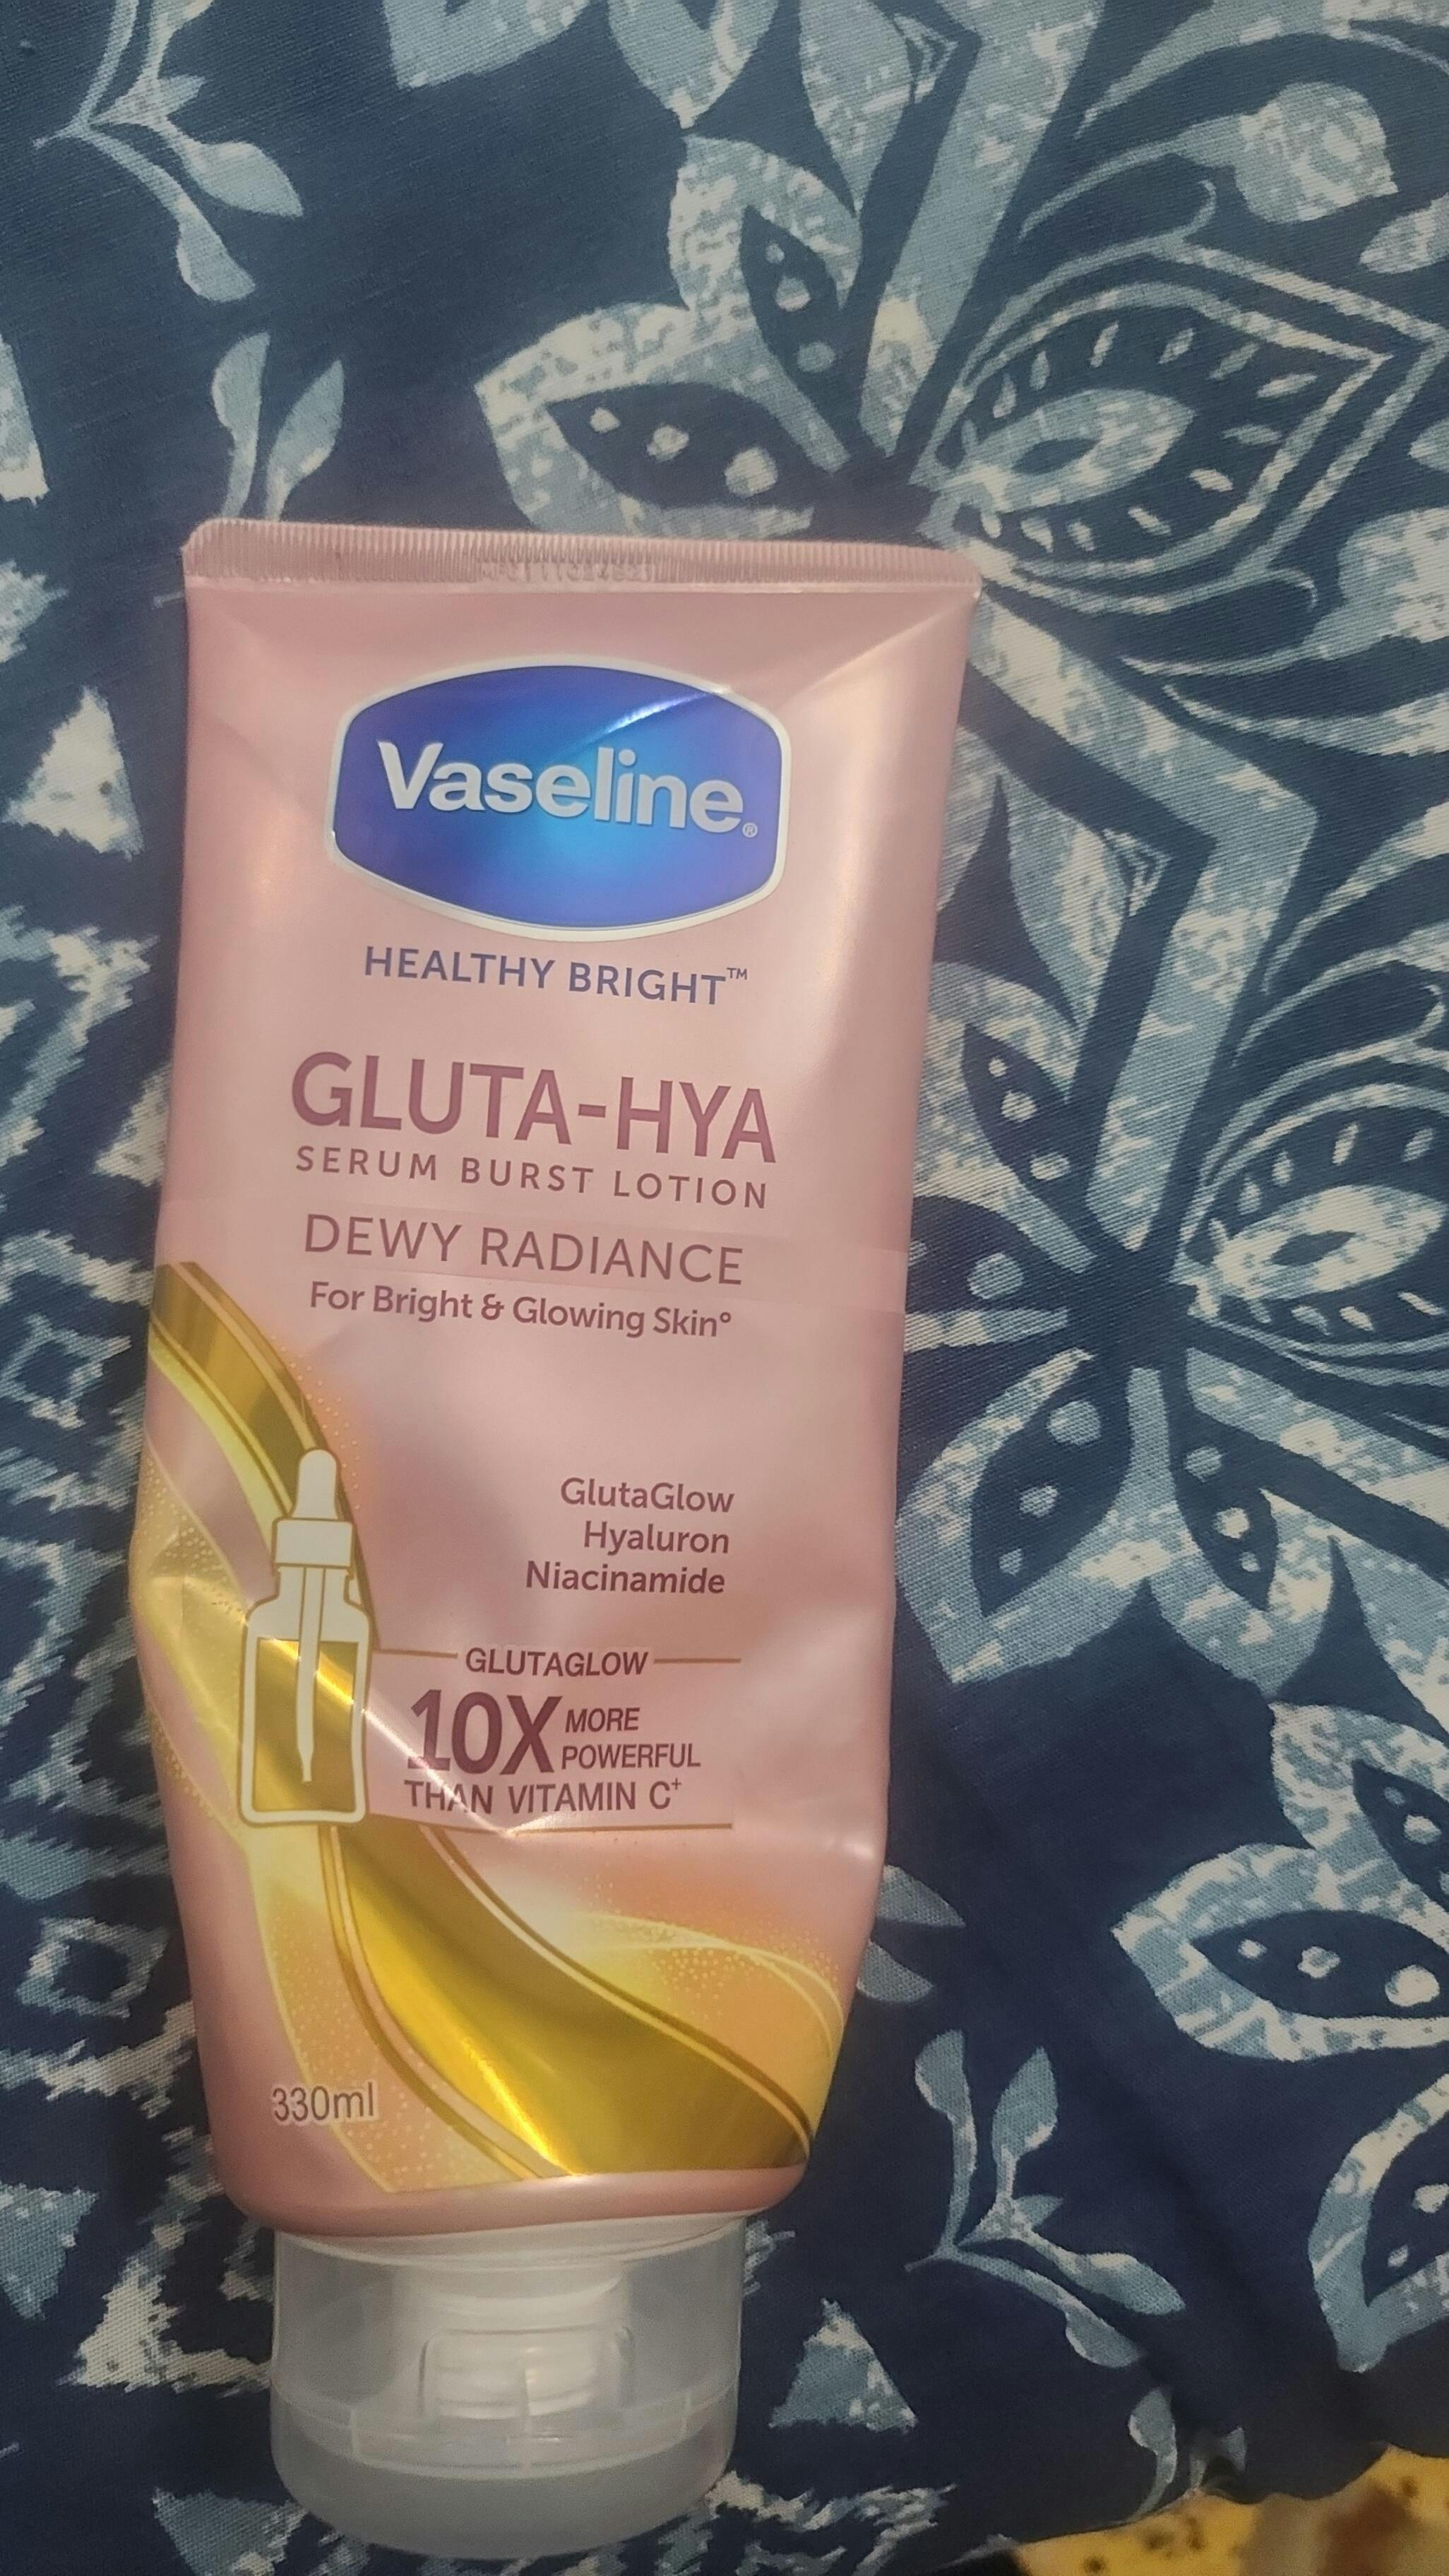 Vaseline®
HEALTHY BRIGHT™
GLUTA-HYA
SERUM BURST LOTION
DEWY RADIANCE
For Bright & Glowing Skin°
GlutaGlow
Hyaluron
Niacinamide
GLUTAGLOW
10X MORE
POWERFUL
THAN VITAMIN C⁺
330ml